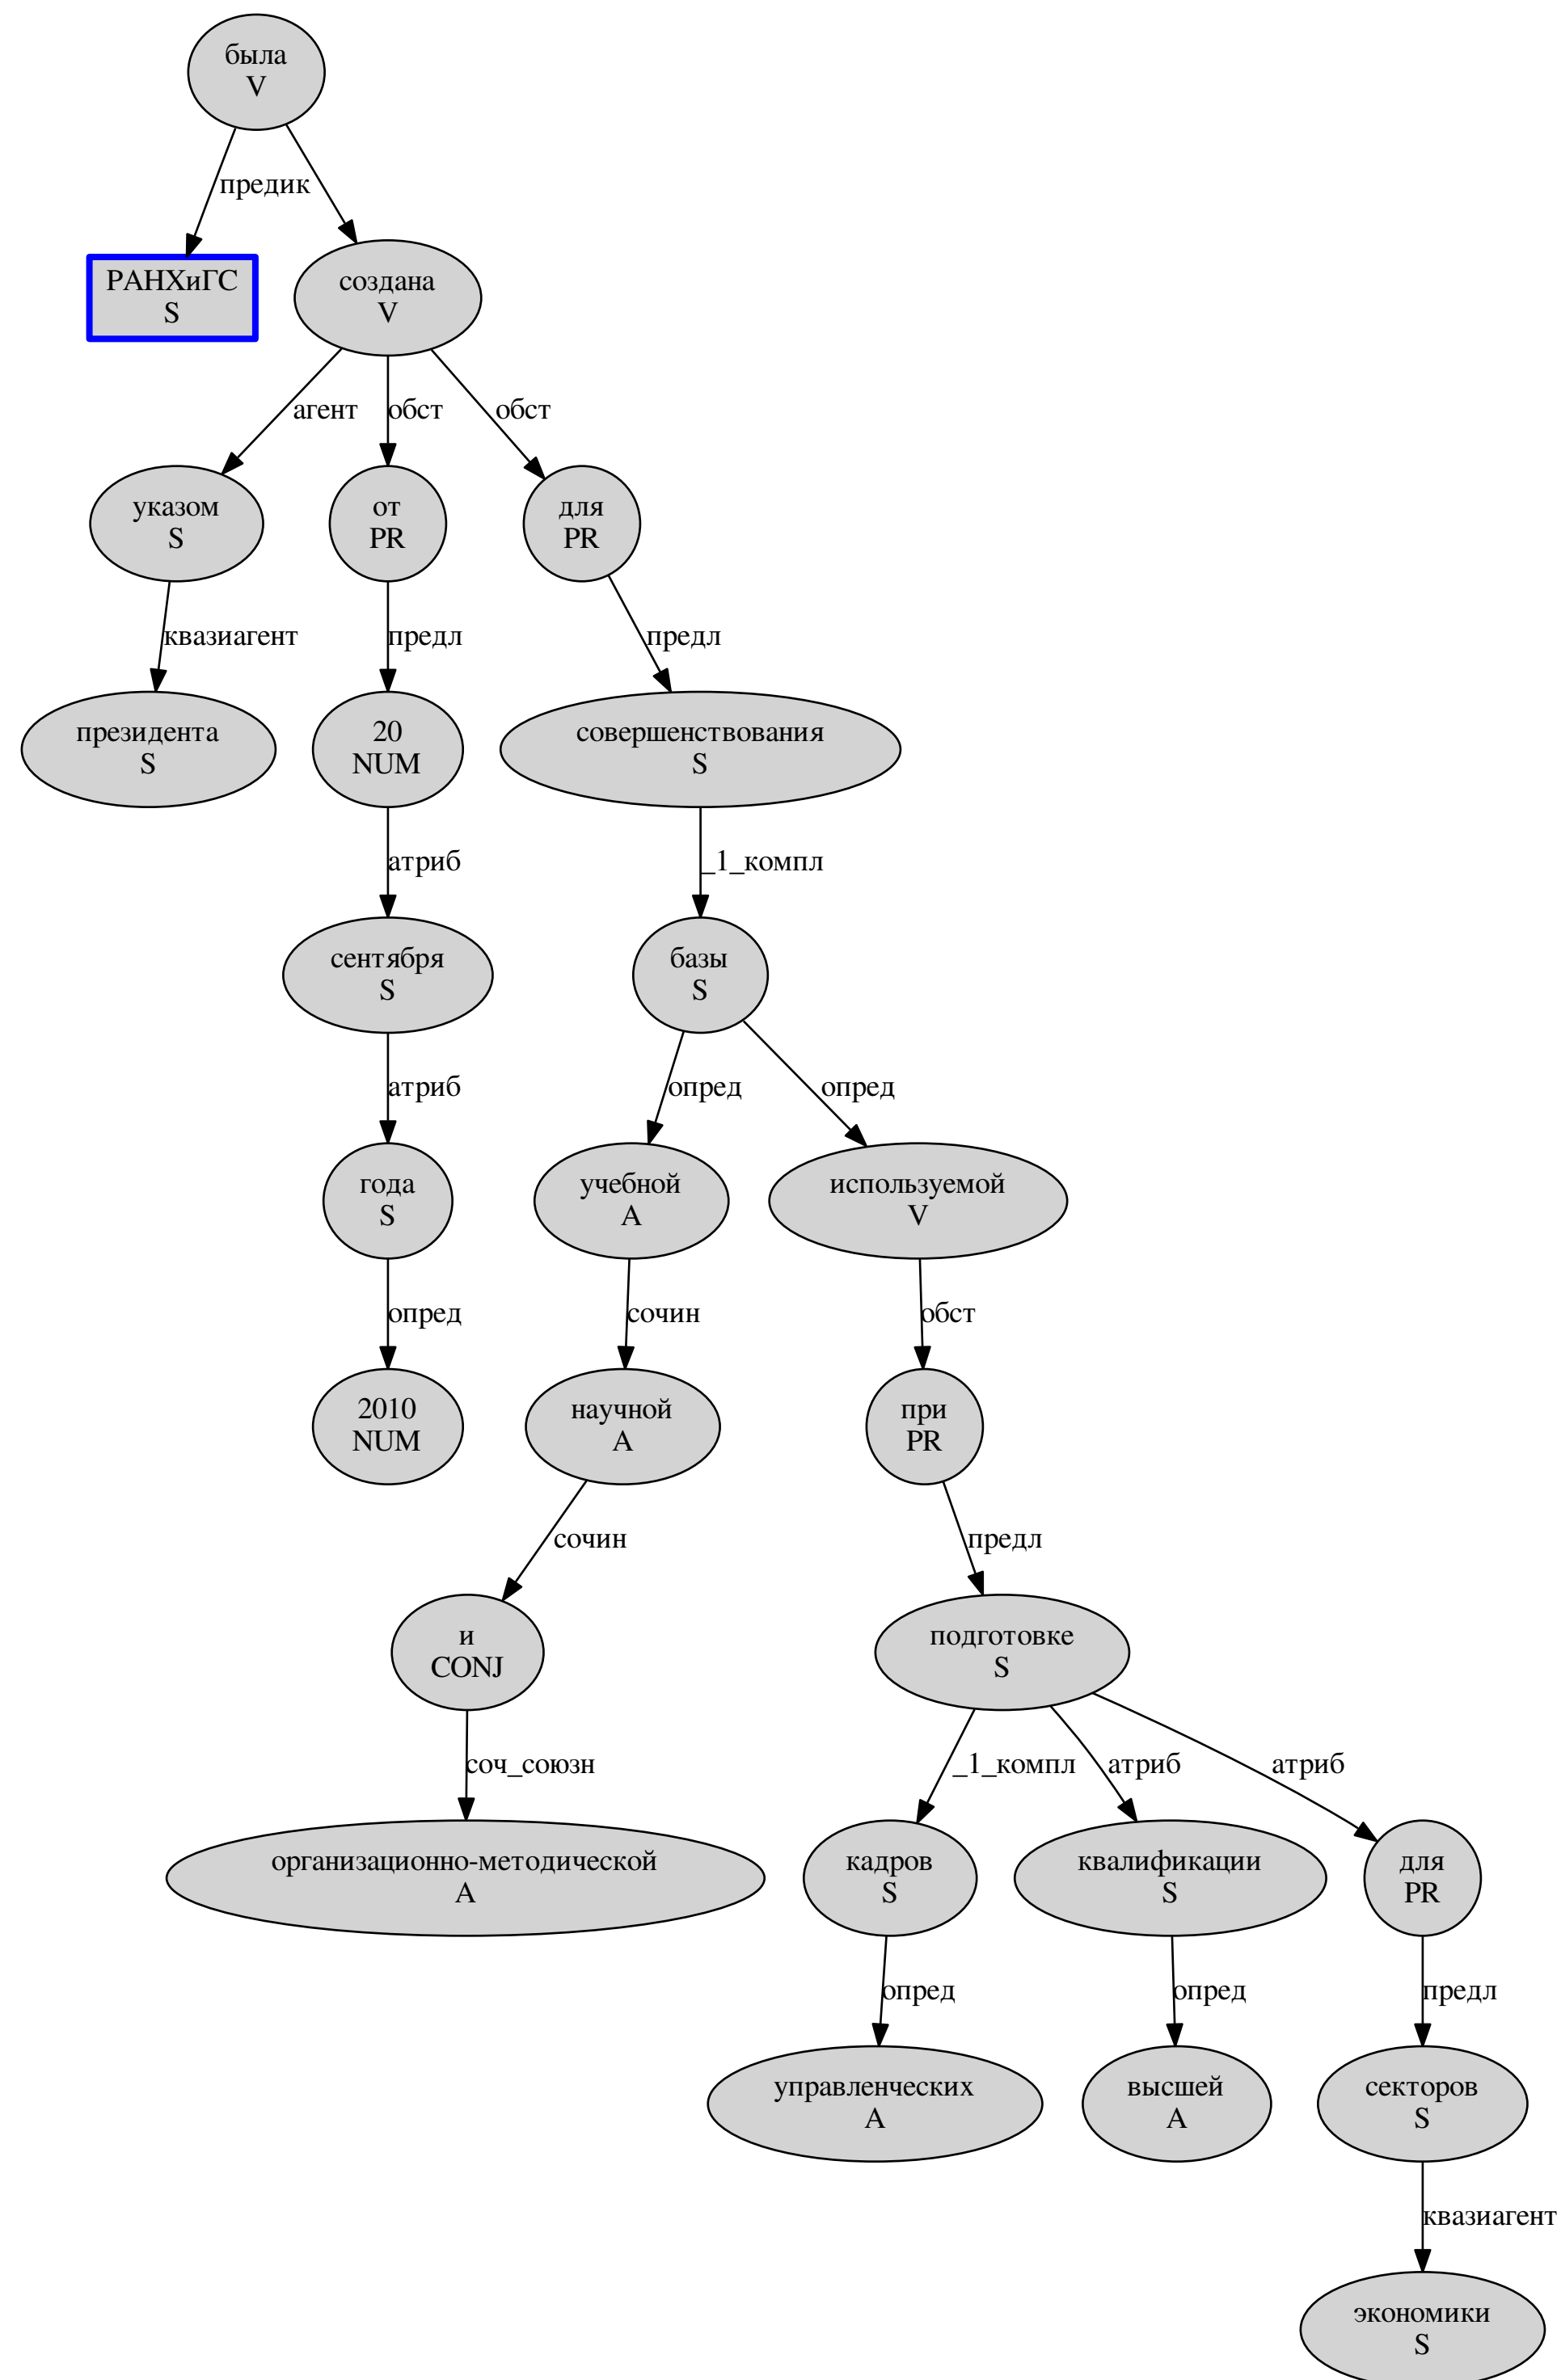 была
V
предик
РАНХиГС
S
создана
V
агент
обст
обст
указом
S
от
PR
для
PR
квазиагент
предл
предл
президента
S
20
NUM
совершенствования
S
атриб
_1_компл
сентября
S
базы
S
атриб
опред
опред
года
S
учебной
A
используемой
V
опред
сочин
обст
2010
NUM
научной
A
при
PR
сочин
предл
и
CONJ
подготовке
S
соч_союзн
_1_компл
атриб
атриб
организационно-методической
A
кадров
S
квалификации
S
для
PR
опред
опред
предл
управленческих
A
высшей
A
секторов
S
квазиагент
экономики
S